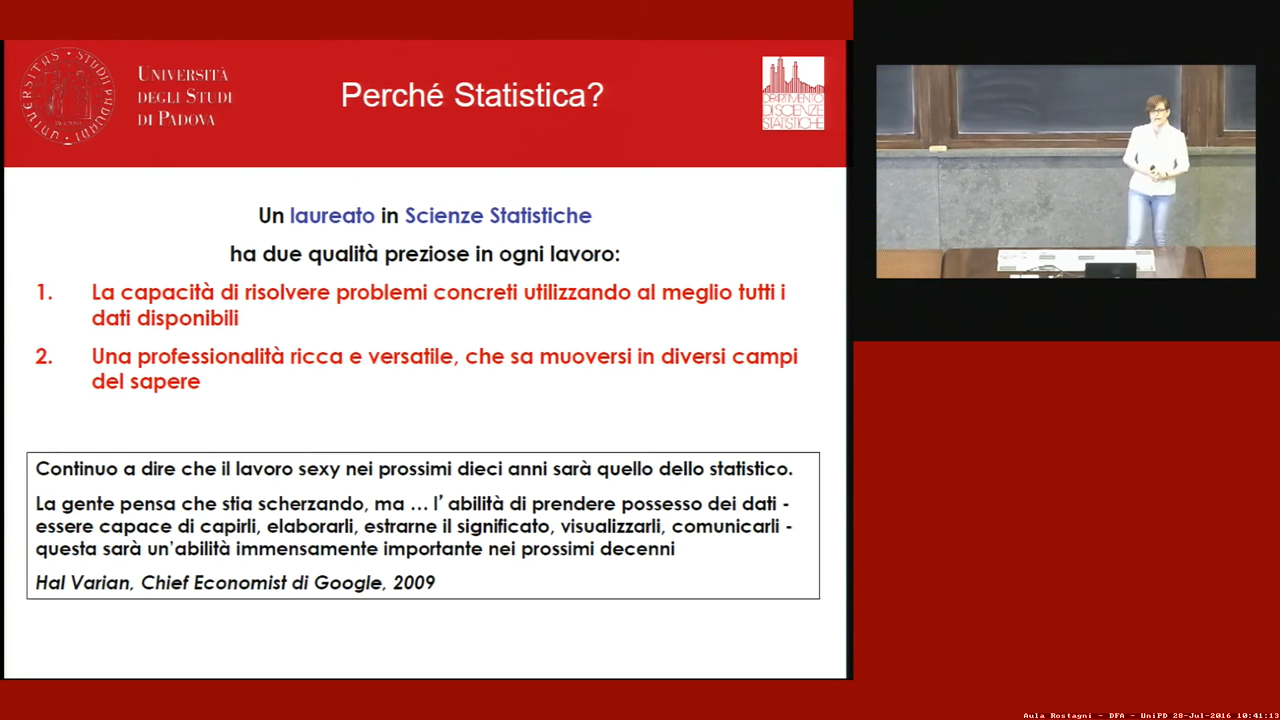 UNIVERSITÀ
DEGLI STUDI
DI PADOVA
Perché Statistica?
DIPARTIMENTO
DI SCIENZE
STATISTICHE
Un laureato in Scienze Statistiche
ha due qualità preziose in ogni lavoro:
1. La capacità di risolvere problemi concreti utilizzando al meglio tutti i
dati disponibili
2. Una professionalità ricca e versatile, che sa muoversi in diversi campi
del sapere
Continuo a dire che il lavoro sexy nei prossimi dieci anni sarà quello dello statistico.
La gente pensa che stia scherzando, ma … l’ abilità di prendere possesso dei dati -
essere capace di capirli, elaborarli, estrarne il significato, visualizzarli, comunicarli -
questa sarà un’abilità immensamente importante nei prossimi decenni
Hal Varian, Chief Economist di Google, 2009
Aula Rostagni - DFA - UniPD 28-Jul-2016 10:41:13